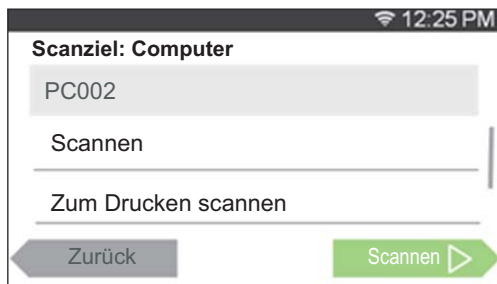 12:25 PM
Scanziel: Computer
PC002
Scannen
Zum Drucken scannen
Zurück
Scannen